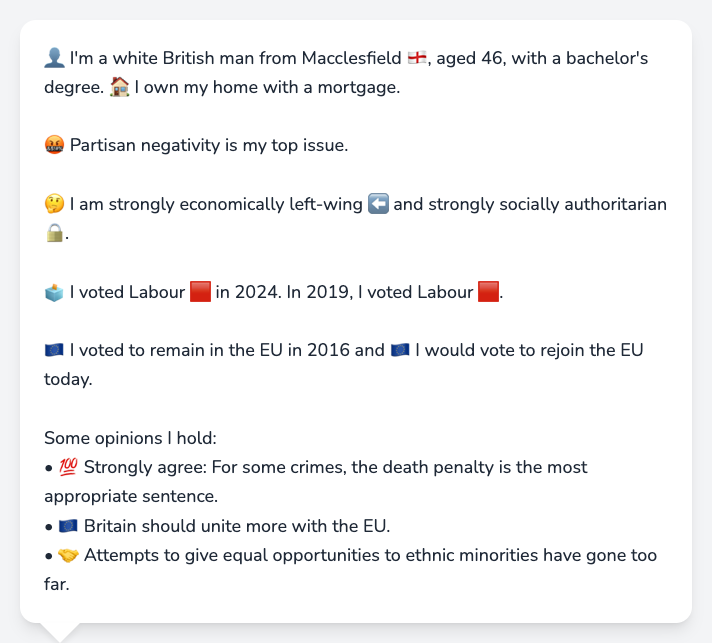 👤 I'm a white British man from Macclesfield 🏴󠁧󠁢󠁥󠁮󠁧󠁿, aged 46, with a bachelor's
degree. 🏠 I own my home with a mortgage.
🤬 Partisan negativity is my top issue.
🤔 I am strongly economically left-wing ⬅️ and strongly socially authoritarian
🔒.
🗳️ I voted Labour 🟥 in 2024. In 2019, I voted Labour 🟥.
🇪🇺 I voted to remain in the EU in 2016 and 🇪🇺 I would vote to rejoin the EU
today.
Some opinions I hold:
• 💯 Strongly agree: For some crimes, the death penalty is the most
appropriate sentence.
• 🇪🇺 Britain should unite more with the EU.
• 🤝 Attempts to give equal opportunities to ethnic minorities have gone too
far.